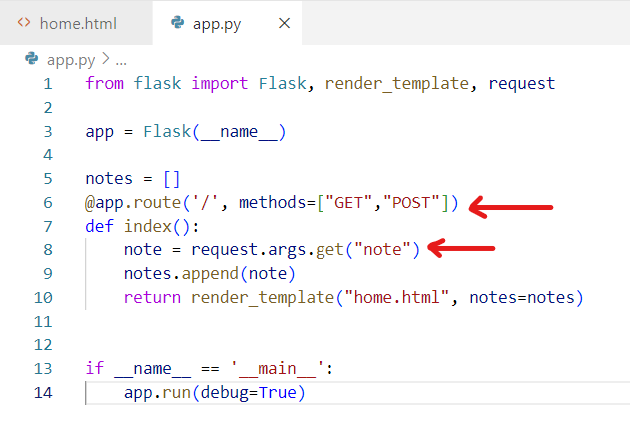 home.html app.py
app.py > ...
1 from flask import Flask, render_template, request
2
3 app = Flask(__name__)
4
5 notes = []
6 @app.route('/', methods=["GET","POST"])
7 def index():
8     note = request.args.get("note")
9     notes.append(note)
10     return render_template("home.html", notes=notes)
11
12
13 if __name__ == '__main__':
14     app.run(debug=True)